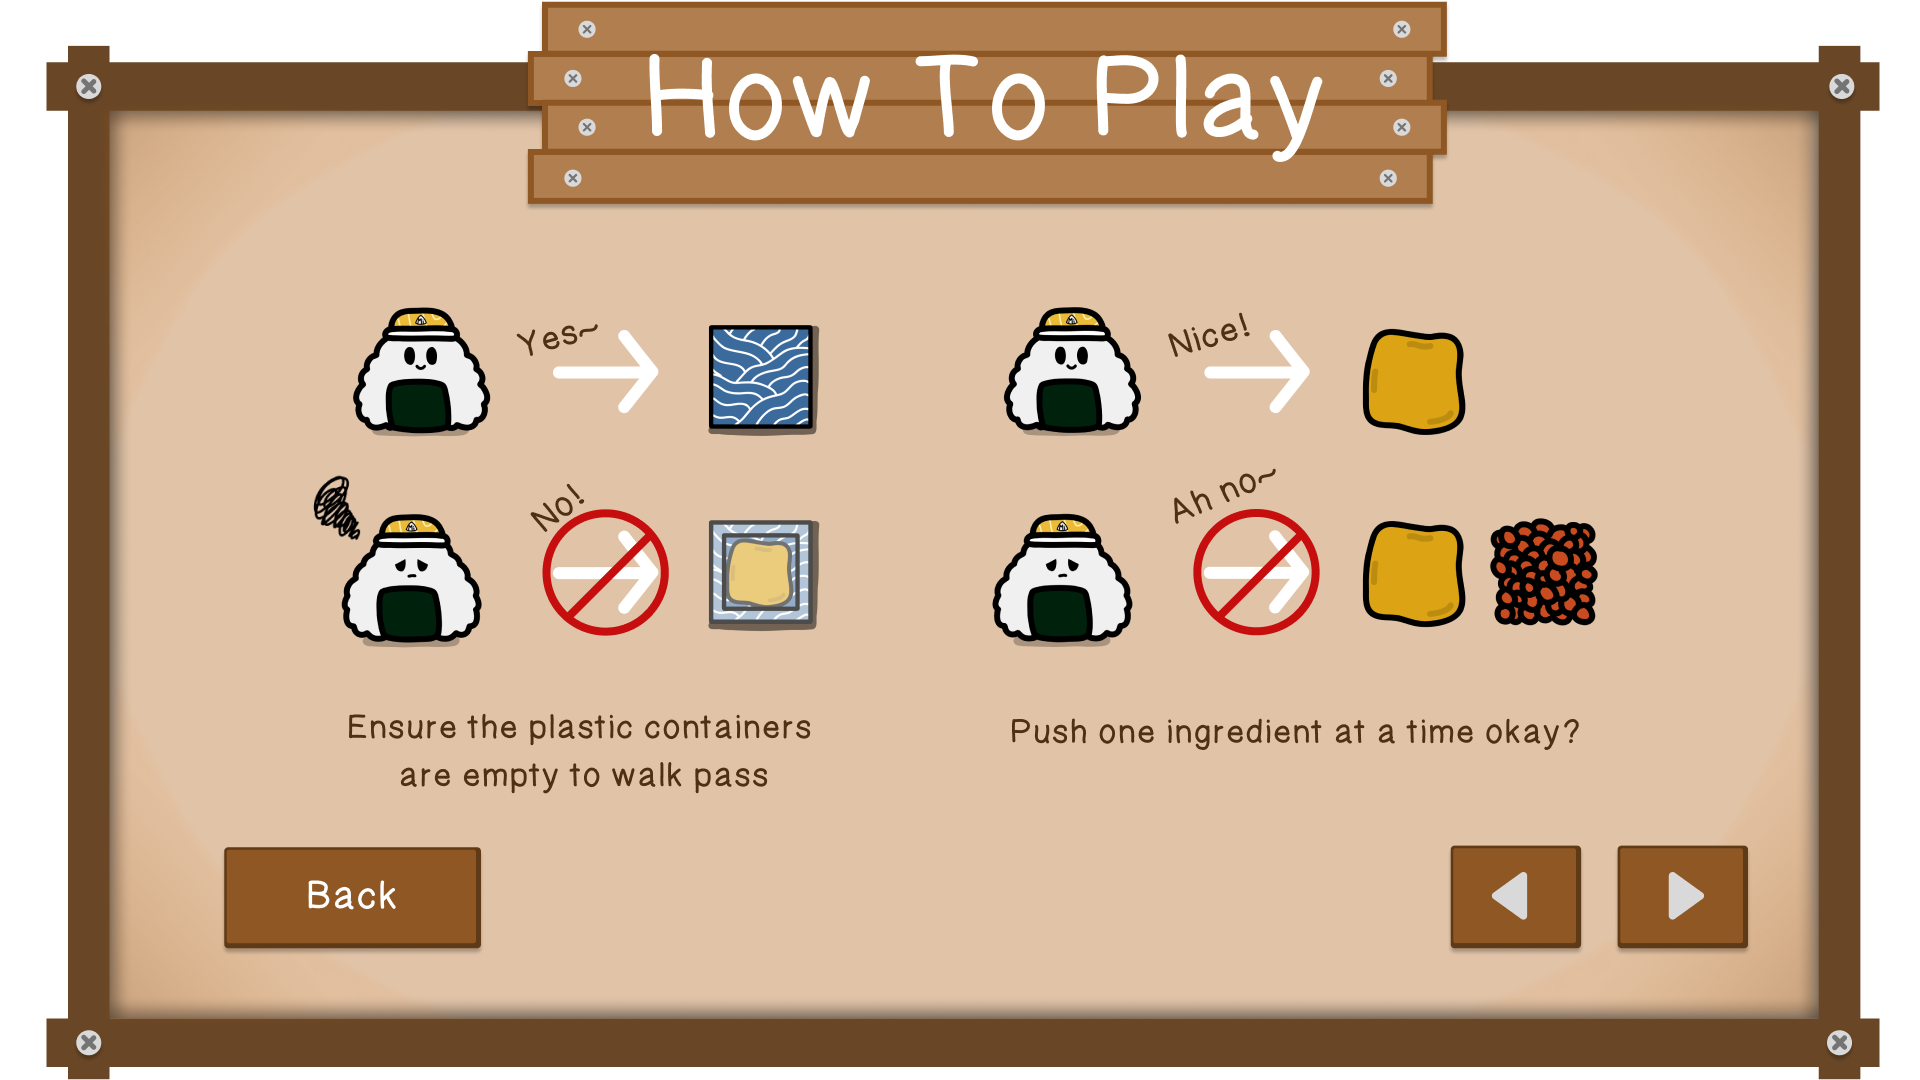 How To Play
Yes~
Nice!
No!
Ah no~
Ensure the plastic containers
are empty to walk pass
Push one ingredient at a time okay?
Back